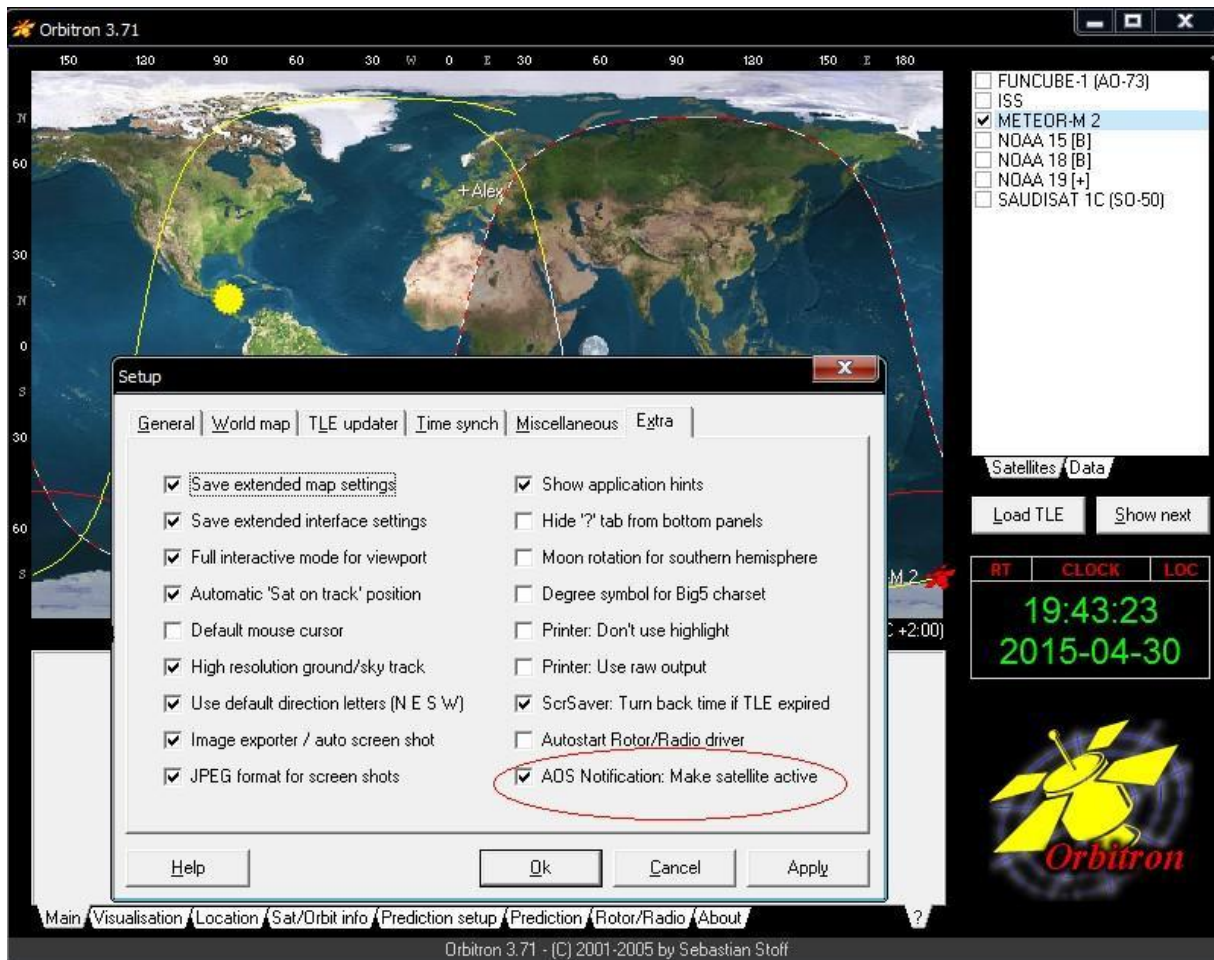 Orbitron 3.71
150 120 90 60 30 W 0 E 30 60 90 120 150 E 180
N
60
30
N
0
S
30
60
S
+Alex
FUNCUBE-1 (AO-73)
ISS
METEOR-M 2
NOAA 15 [B]
NOAA 18 [B]
NOAA 19 [+]
SAUDISAT 1C (SO-50)
Satellites Data
Load TLE Show next
RT CLOCK LOC
19:43:23
2015-04-30
Orbitron
-M 2
C +2:00)
Setup
General World map TLE updater Time synch Miscellaneous Extra
Save extended map settings
Save extended interface settings
Full interactive mode for viewport
Automatic 'Sat on track' position
Default mouse cursor
High resolution ground/sky track
Use default direction letters (N E S W)
Image exporter / auto screen shot
JPEG format for screen shots
Show application hints
Hide '?' tab from bottom panels
Moon rotation for southern hemisphere
Degree symbol for Big5 charset
Printer: Don't use highlight
Printer: Use raw output
ScrSaver: Turn back time if TLE expired
Autostart Rotor/Radio driver
AOS Notification: Make satellite active
Help Ok Cancel Apply
Main Visualisation Location Sat/Orbit info Prediction setup Prediction Rotor/Radio About ?
Orbitron 3.71 - (C) 2001-2005 by Sebastian Stoff